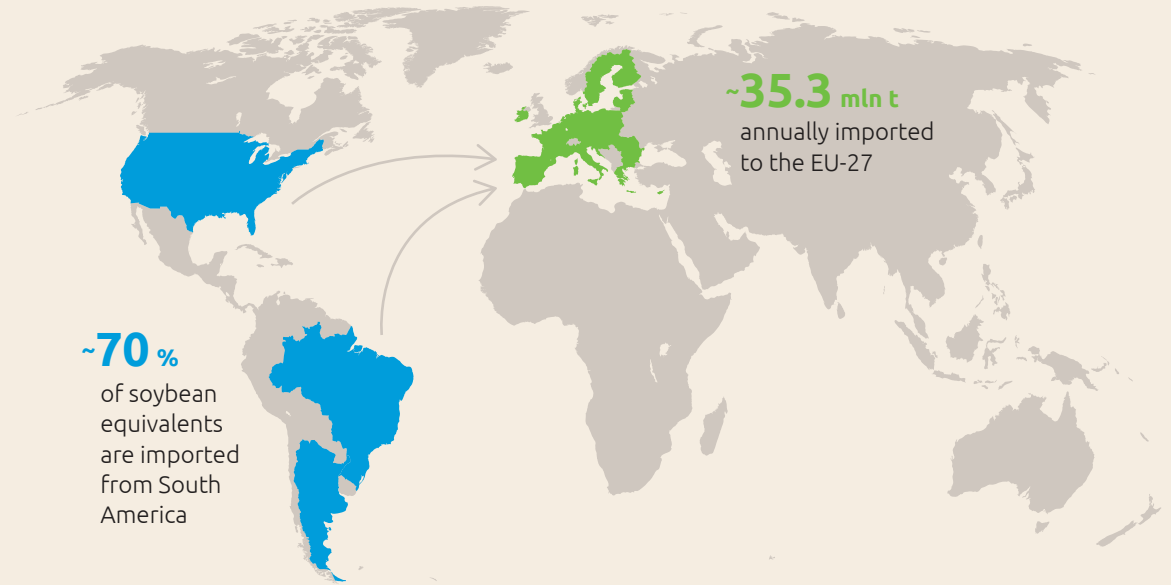 ~35.3 mln t
annually imported
to the EU-27
~70 %
of soybean
equivalents
are imported
from South
America